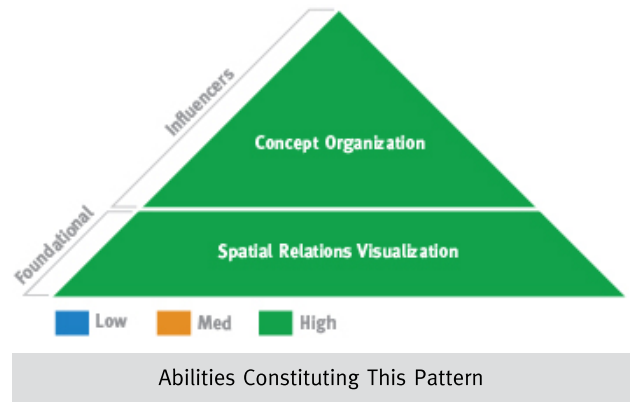 Influencers
Concept Organization
Foundational
Spatial Relations Visualization
Low
Med
High
Abilities Constituting This Pattern